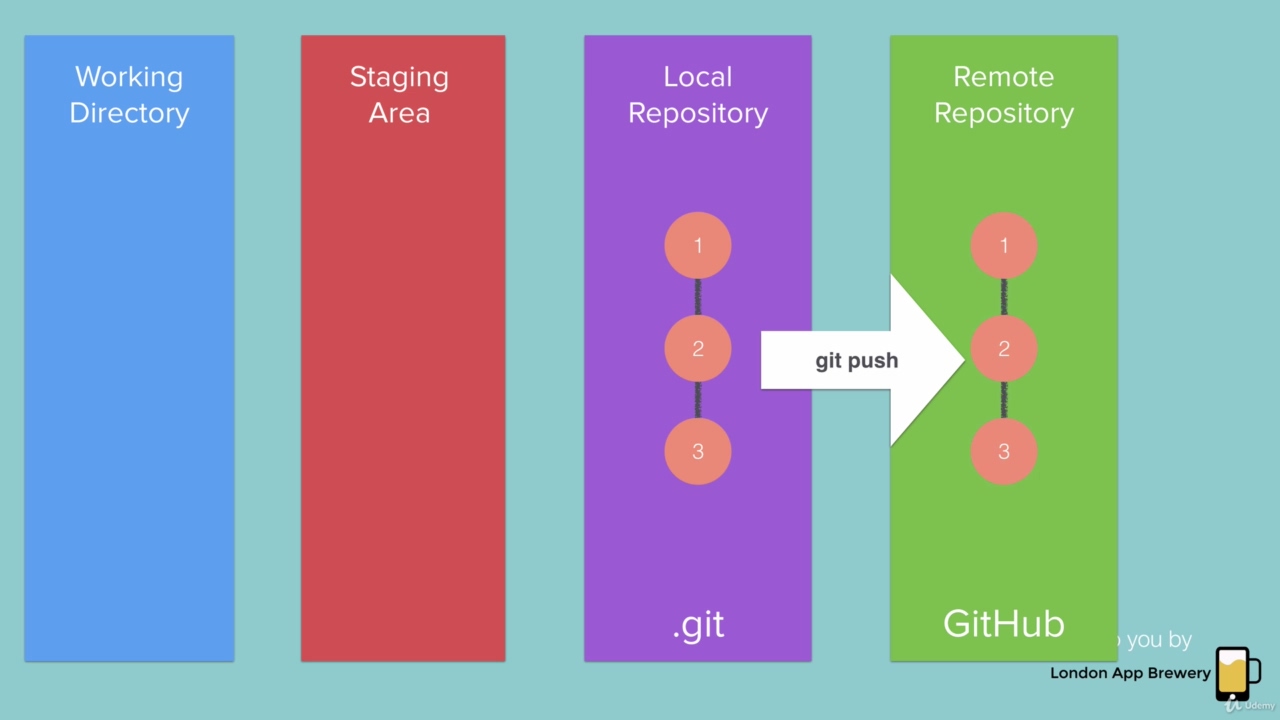 Working
Directory
Staging
Area
Local
Repository
Remote
Repository
1
2
3
git push
1
2
3
.git
GitHub
you by
London App Brewery
Udemy